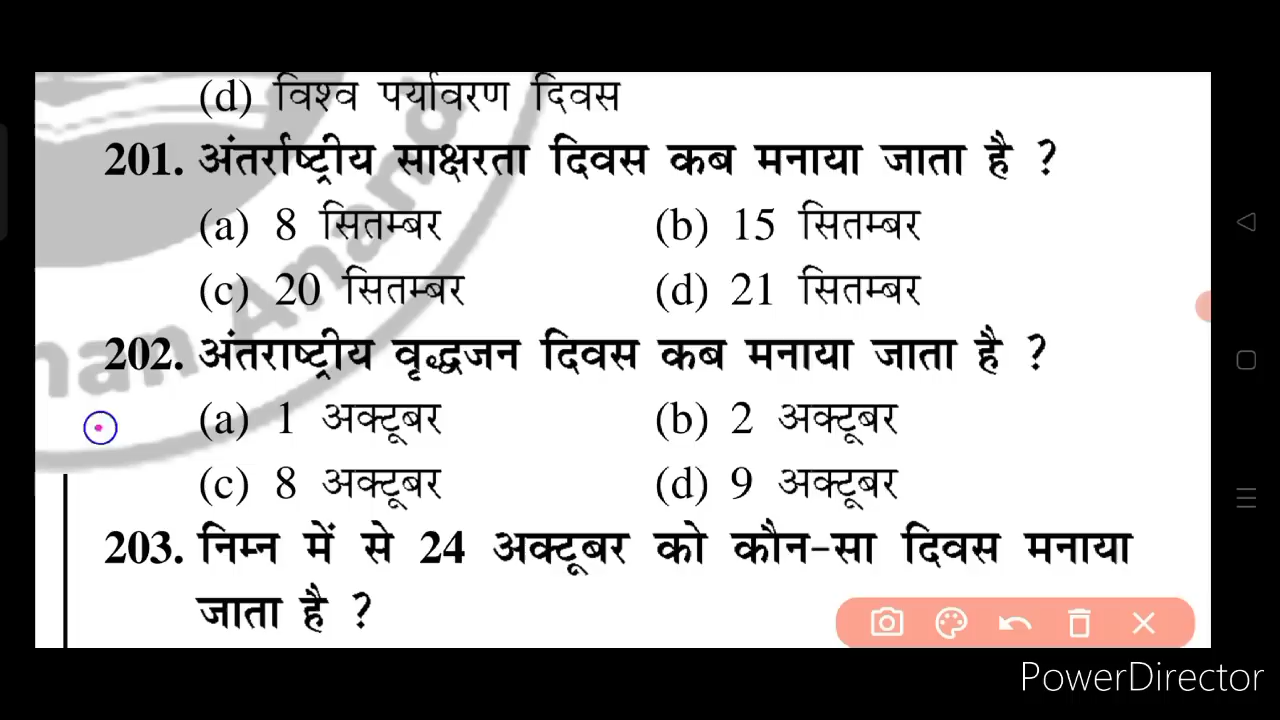 (d) विश्व पर्यावरण दिवस
201. अंतर्राष्ट्रीय साक्षरता दिवस कब मनाया जाता है ?
(a) 8 सितम्बर (b) 15 सितम्बर
(c) 20 सितम्बर (d) 21 सितम्बर
202. अंतराष्ट्रीय वृद्धजन दिवस कब मनाया जाता है ?
(a) 1 अक्टूबर (b) 2 अक्टूबर
(c) 8 अक्टूबर (d) 9 अक्टूबर
203. निम्न में से 24 अक्टूबर को कौन-सा दिवस मनाया
जाता है ?
PowerDirector